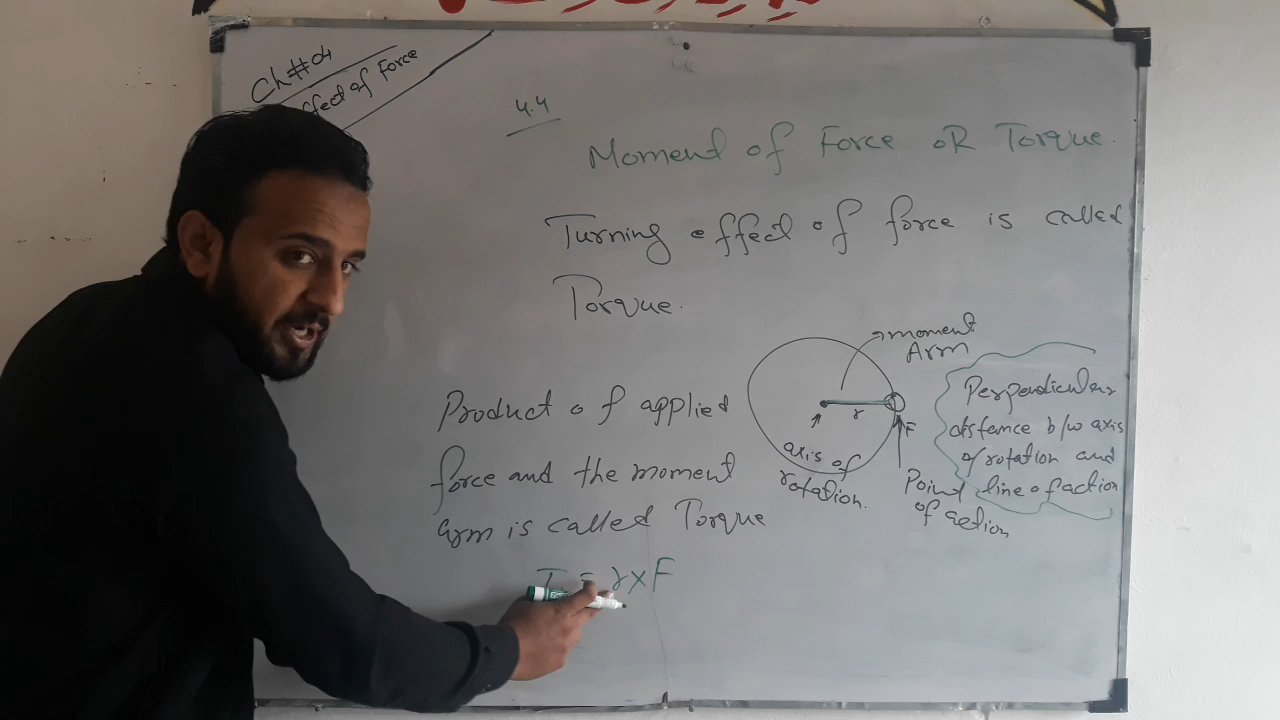 Ch # 04
ffect of Force
4.4
Moment of Force OR Torque.
Turning effect of force is called
Torque.
Product of applied
force and the moment
arm is called Torque
T = r x F
moment
Arm
r
F
axis of
rotation.
Point
of action
Perpendicular
distance b/w axis
of rotation and
line of action